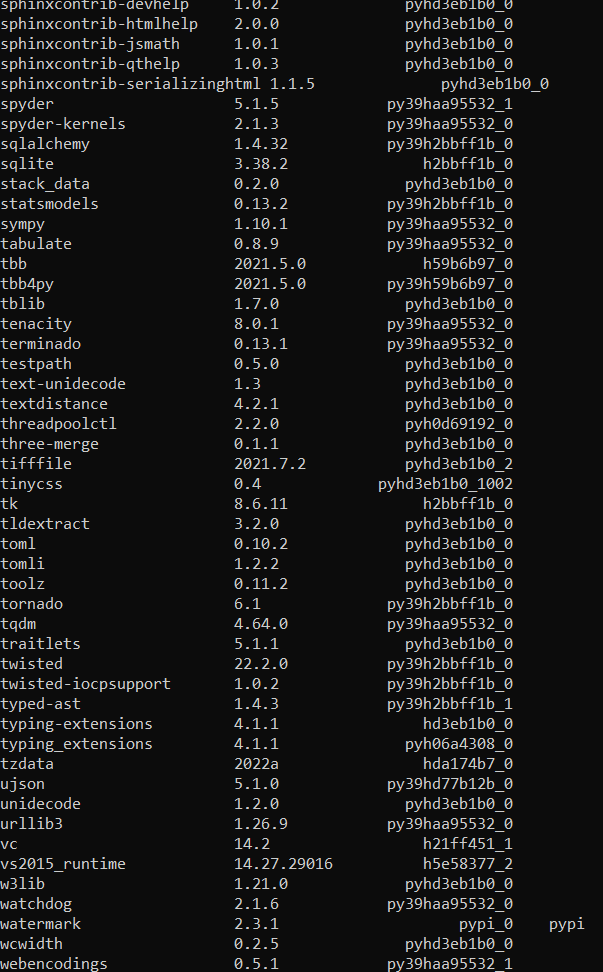 sphinxcontrib-devhelp 1.0.2 pyhd3eb1b0_0
sphinxcontrib-htmlhelp 2.0.0 pyhd3eb1b0_0
sphinxcontrib-jsmath 1.0.1 pyhd3eb1b0_0
sphinxcontrib-qthelp 1.0.3 pyhd3eb1b0_0
sphinxcontrib-serializinghtml 1.1.5 pyhd3eb1b0_0
spyder 5.1.5 py39haa95532_1
spyder-kernels 2.1.3 py39haa95532_0
sqlalchemy 1.4.32 py39h2bbff1b_0
sqlite 3.38.2 h2bbff1b_0
stack_data 0.2.0 pyhd3eb1b0_0
statsmodels 0.13.2 py39h2bbff1b_0
sympy 1.10.1 py39haa95532_0
tabulate 0.8.9 py39haa95532_0
tbb 2021.5.0 h59b6b97_0
tbb4py 2021.5.0 py39h59b6b97_0
tblib 1.7.0 pyhd3eb1b0_0
tenacity 8.0.1 py39haa95532_0
terminado 0.13.1 py39haa95532_0
testpath 0.5.0 pyhd3eb1b0_0
text-unidecode 1.3 pyhd3eb1b0_0
textdistance 4.2.1 pyhd3eb1b0_0
threadpoolctl 2.2.0 pyh0d69192_0
three-merge 0.1.1 pyhd3eb1b0_0
tifffile 2021.7.2 pyhd3eb1b0_2
tinycss 0.4 pyhd3eb1b0_1002
tk 8.6.11 h2bbff1b_0
tldextract 3.2.0 pyhd3eb1b0_0
toml 0.10.2 pyhd3eb1b0_0
tomli 1.2.2 pyhd3eb1b0_0
toolz 0.11.2 pyhd3eb1b0_0
tornado 6.1 py39h2bbff1b_0
tqdm 4.64.0 py39haa95532_0
traitlets 5.1.1 pyhd3eb1b0_0
twisted 22.2.0 py39h2bbff1b_0
twisted-iocpsupport 1.0.2 py39h2bbff1b_0
typed-ast 1.4.3 py39h2bbff1b_1
typing-extensions 4.1.1 hd3eb1b0_0
typing_extensions 4.1.1 pyh06a4308_0
tzdata 2022a hda174b7_0
ujson 5.1.0 py39hd77b12b_0
unidecode 1.2.0 pyhd3eb1b0_0
urllib3 1.26.9 py39haa95532_0
vc 14.2 h21ff451_1
vs2015_runtime 14.27.29016 h5e58377_2
w3lib 1.21.0 pyhd3eb1b0_0
watchdog 2.1.6 py39haa95532_0
watermark 2.3.1 pypi_0 pypi
wcwidth 0.2.5 pyhd3eb1b0_0
webencodings 0.5.1 py39haa95532_1